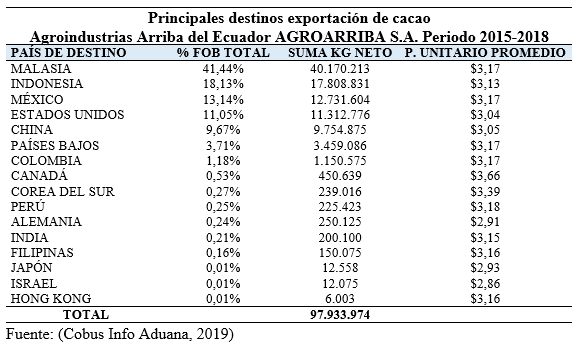 Principales destinos exportación de cacao
Agroindustrias Arriba del Ecuador AGROARRIBA S.A. Periodo 2015-2018
PAÍS DE DESTINO % FOB TOTAL SUMA KG NETO P. UNITARIO PROMEDIO
MALASIA 41,44% 40.170.213 $3,17
INDONESIA 18,13% 17.808.831 $3,13
MÉXICO 13,14% 12.731.604 $3,17
ESTADOS UNIDOS 11,05% 11.312.776 $3,04
CHINA 9,67% 9.754.875 $3,05
PAÍSES BAJOS 3,71% 3.459.086 $3,17
COLOMBIA 1,18% 1.150.575 $3,17
CANADÁ 0,53% 450.639 $3,66
COREA DEL SUR 0,27% 239.016 $3,39
PERÚ 0,25% 225.423 $3,18
ALEMANIA 0,24% 250.125 $2,91
INDIA 0,21% 200.100 $3,15
FILIPINAS 0,16% 150.075 $3,16
JAPÓN 0,01% 12.558 $2,93
ISRAEL 0,01% 12.075 $2,86
HONG KONG 0,01% 6.003 $3,16
TOTAL 97.933.974
Fuente: (Cobus Info Aduana, 2019)